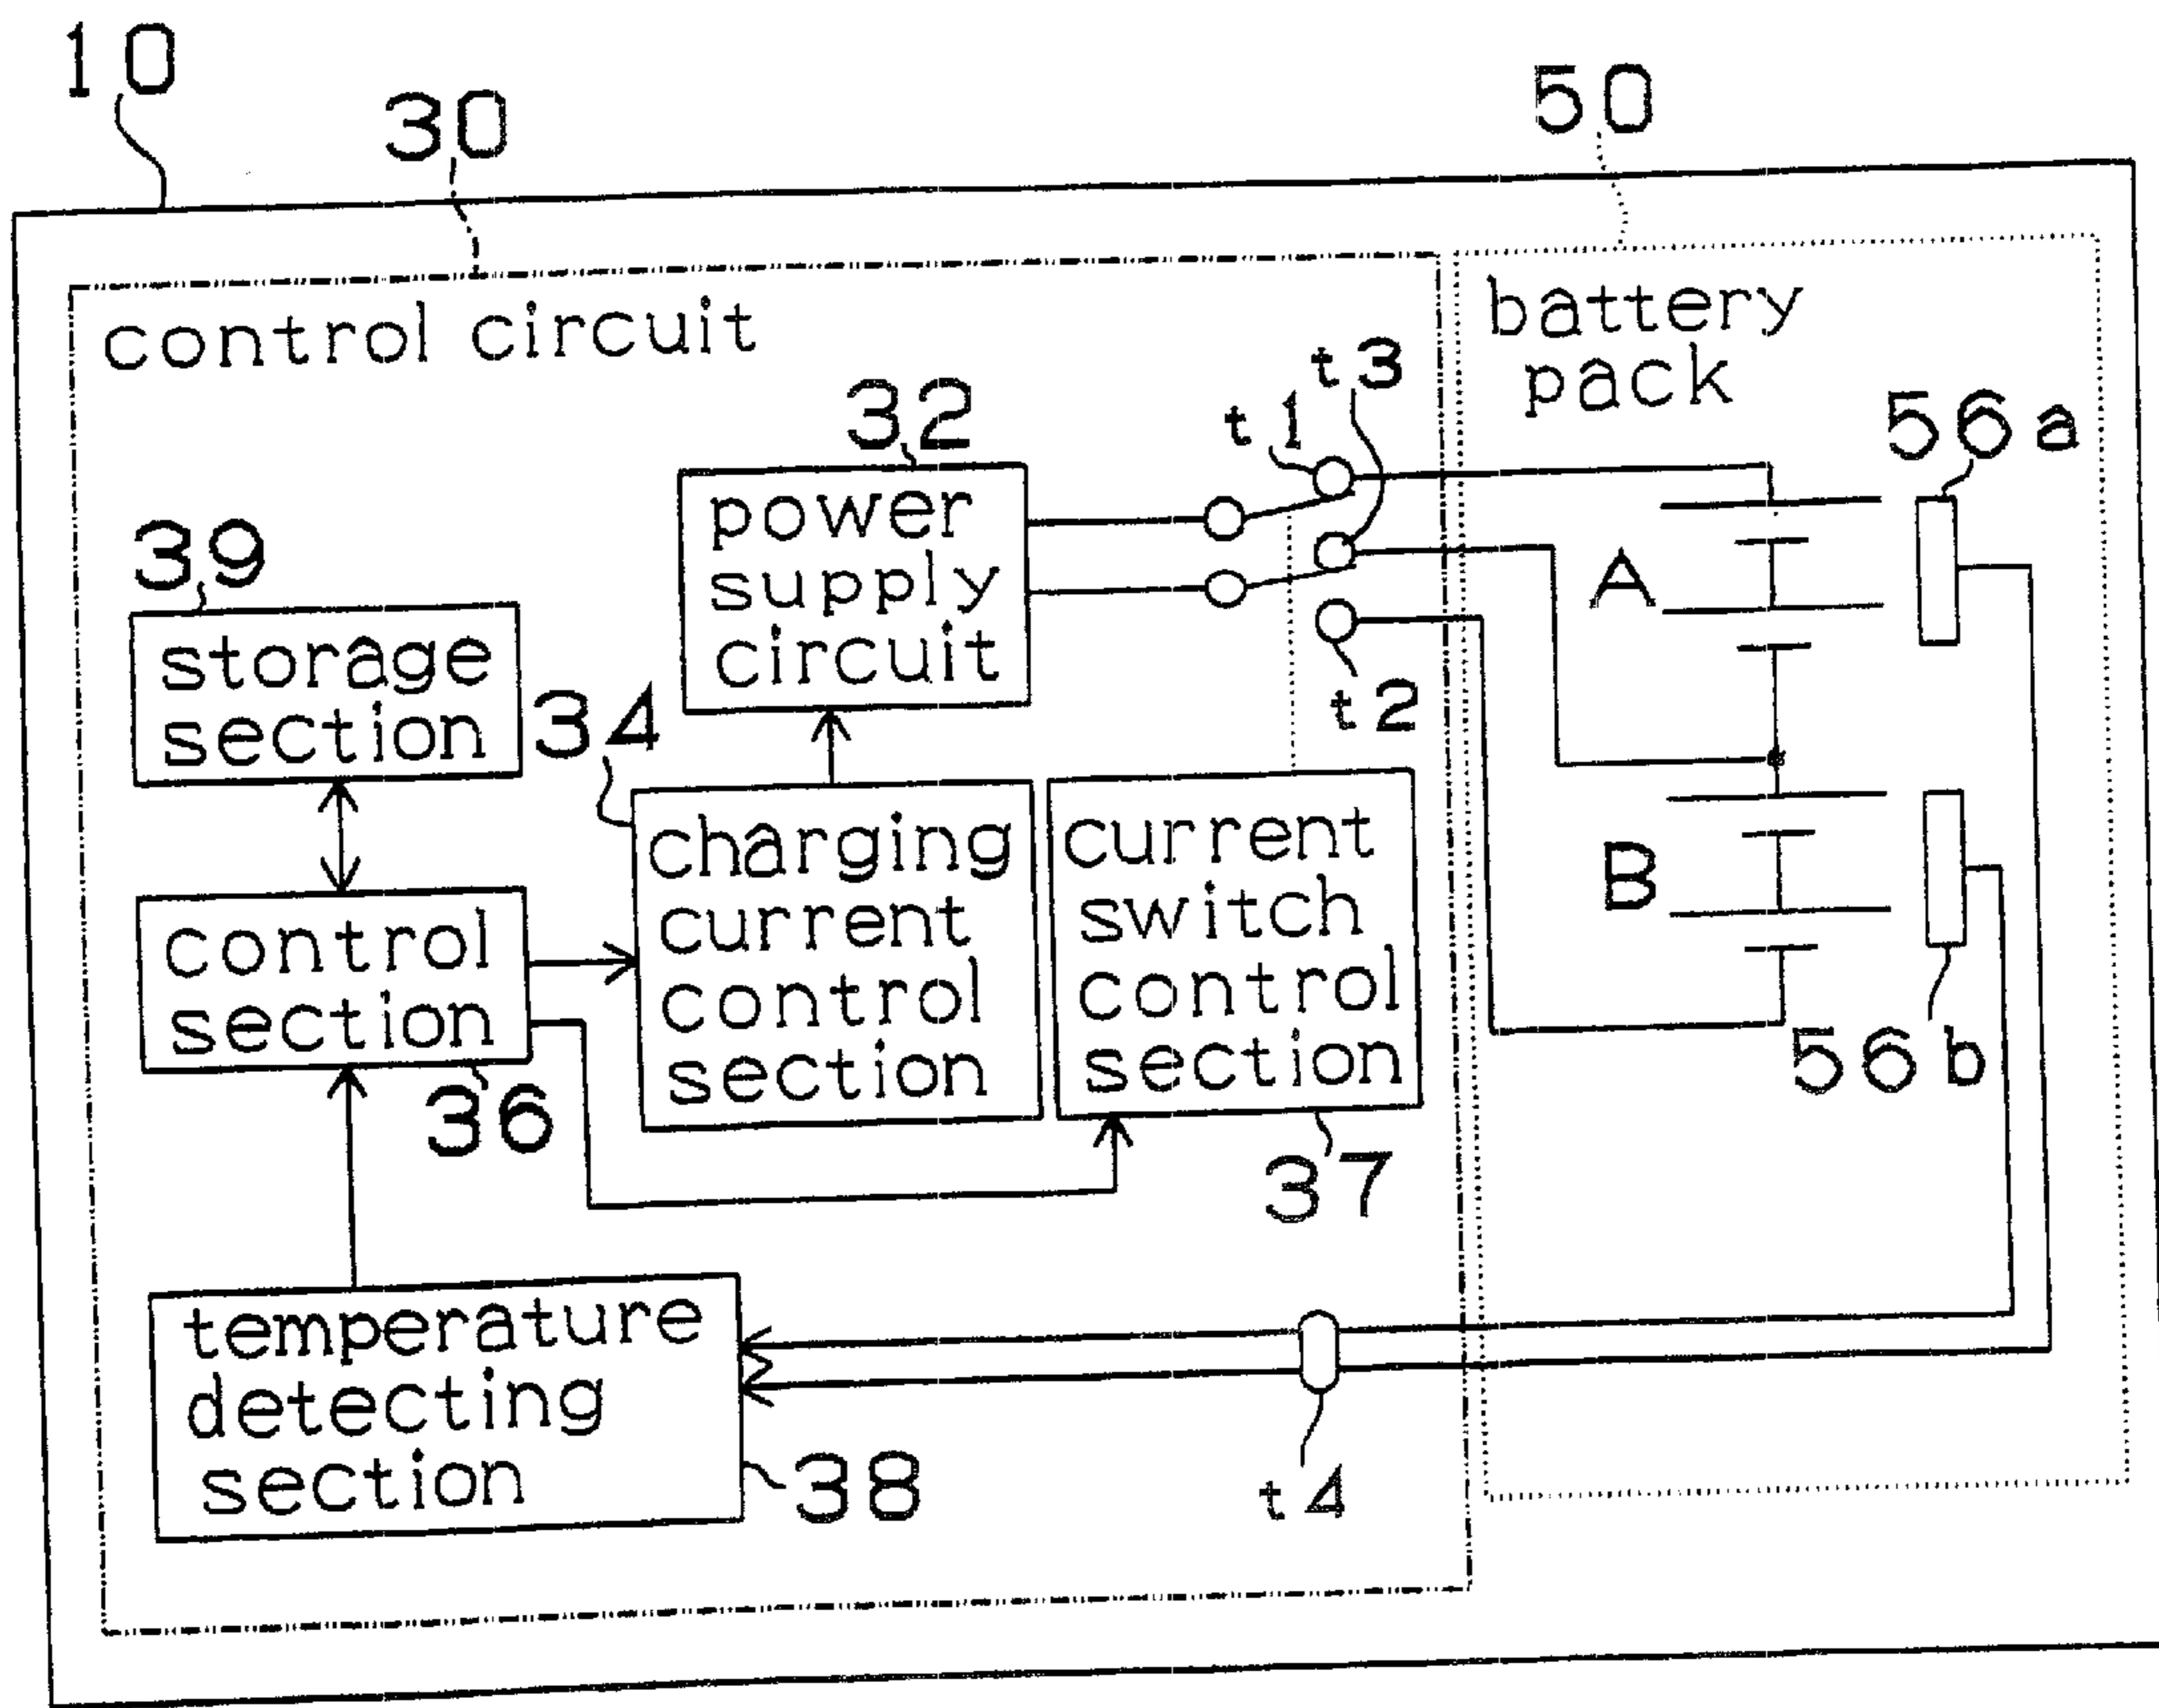 10
30
50
control circuit
battery
pack
t3
t1
32
56a
power
supply
circuit
39
storage
section
A
t2
34
charging
current
control
section
current
switch
control
section
B
control
section
36
56b
37
temperature
detecting
section
38
t4